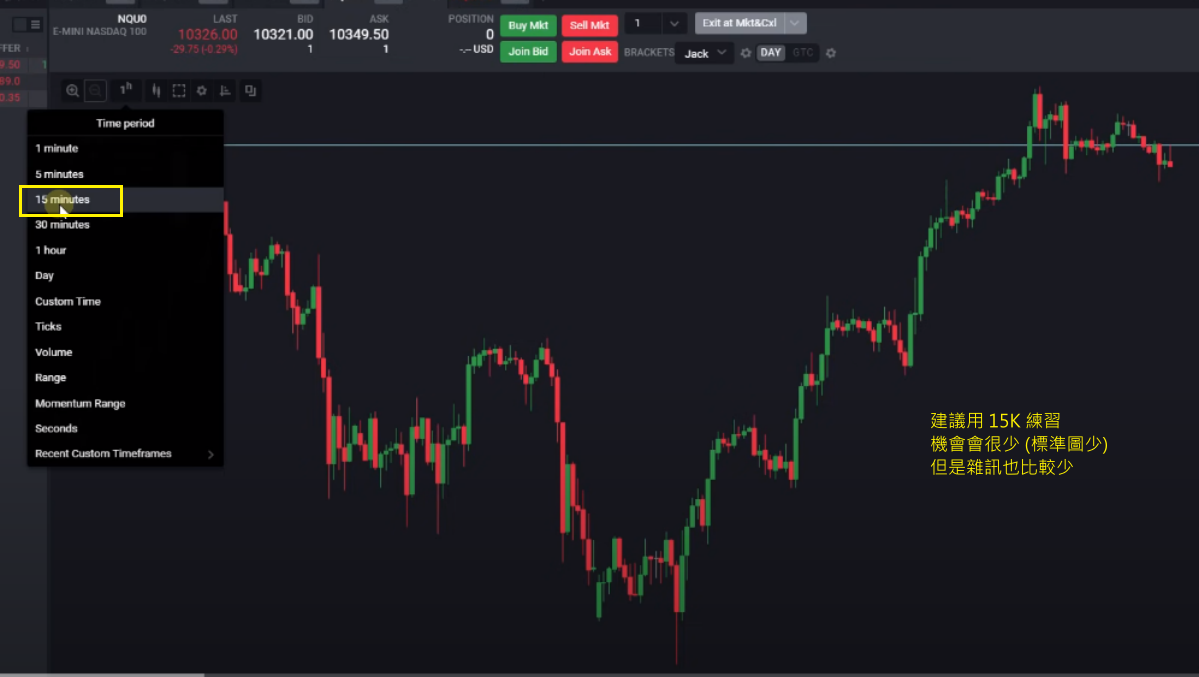 NQU0
E-MINI NASDAQ 100
LAST
10326.00
-29.75 (-0.29%)
BID
10321.00
1
ASK
10349.50
1
POSITION
0
-.-- USD
Buy Mkt
Sell Mkt
1
Exit at Mkt&Cxl
Join Bid
Join Ask
BRACKETS
Jack
DAY
GTC
FFER
9.50
1
89.0
0.35
1h
Time period
1 minute
5 minutes
15 minutes
30 minutes
1 hour
Day
Custom Time
Ticks
Volume
Range
Momentum Range
Seconds
Recent Custom Timeframes
建議用 15K 練習
機會會很少 (標準圖少)
但是雜訊也比較少